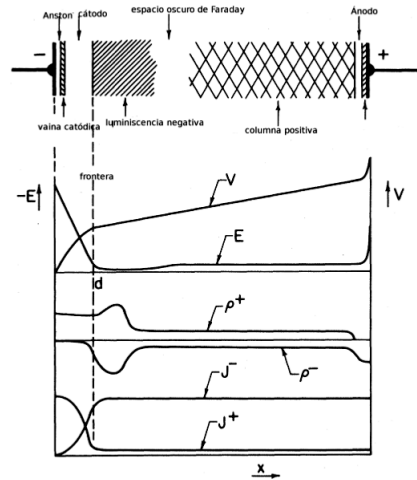 espacio oscuro de Faraday
Anston cátodo
Ánodo
−
+
vaina catódica
luminiscencia negativa
columna positiva
frontera
−E
V
V
E
d
ρ+
J−
ρ−
J+
x